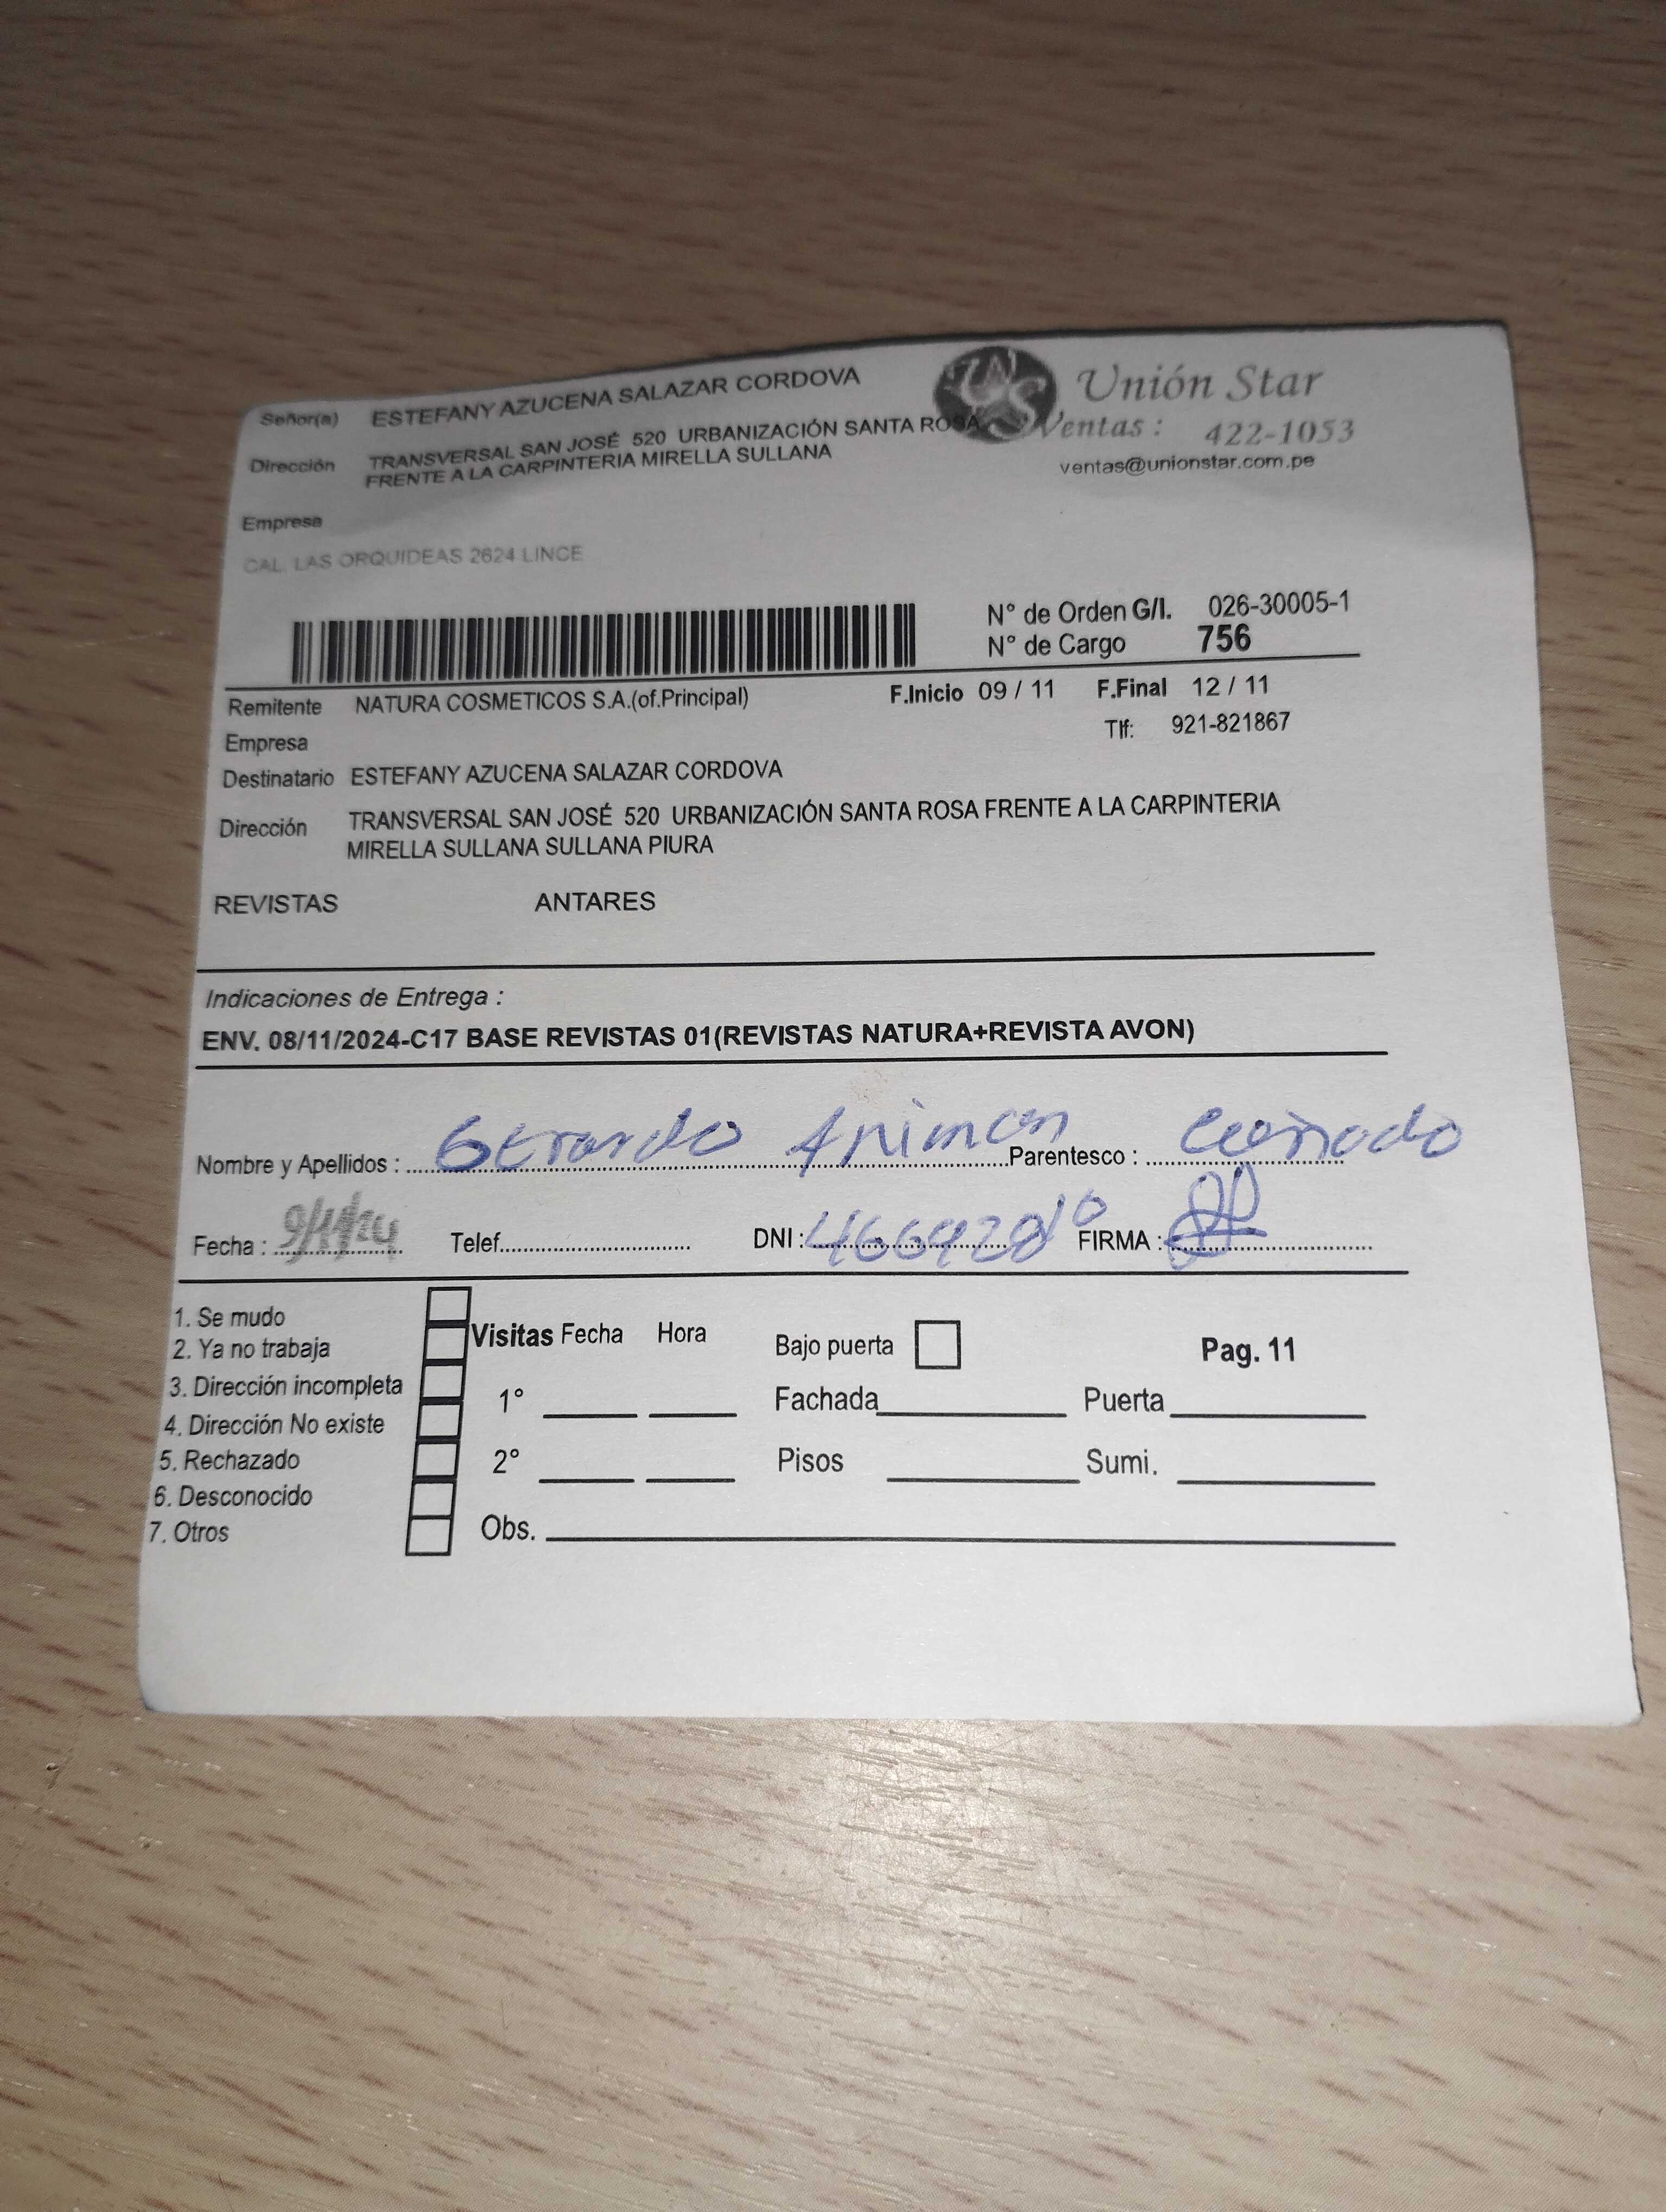 Señor(a) ESTEFANY AZUCENA SALAZAR CORDOVA
Unión Star
Dirección TRANSVERSAL SAN JOSÉ 520 URBANIZACIÓN SANTA ROSA
FRENTE A LA CARPINTERIA MIRELLA SULLANA
Ventas : 422-1053
ventas@unionstar.com.pe
Empresa
CAL. LAS ORQUIDEAS 2624 LINCE
N° de Orden G/I. 026-30005-1
N° de Cargo 756
Remitente NATURA COSMETICOS S.A.(of.Principal) F.Inicio 09 / 11 F.Final 12 / 11
Empresa Tlf: 921-821867
Destinatario ESTEFANY AZUCENA SALAZAR CORDOVA
Dirección TRANSVERSAL SAN JOSÉ 520 URBANIZACIÓN SANTA ROSA FRENTE A LA CARPINTERIA
MIRELLA SULLANA SULLANA PIURA
REVISTAS ANTARES
Indicaciones de Entrega :
ENV. 08/11/2024-C17 BASE REVISTAS 01(REVISTAS NATURA+REVISTA AVON)
Nombre y Apellidos : Gerardo Parentesco :
Fecha : 9/11/24 Telef. DNI : FIRMA :
1. Se mudo
2. Ya no trabaja
3. Dirección incompleta
4. Dirección No existe
5. Rechazado
6. Desconocido
7. Otros
Visitas Fecha Hora Bajo puerta Pag. 11
1° Fachada Puerta
2° Pisos Sumi.
Obs.